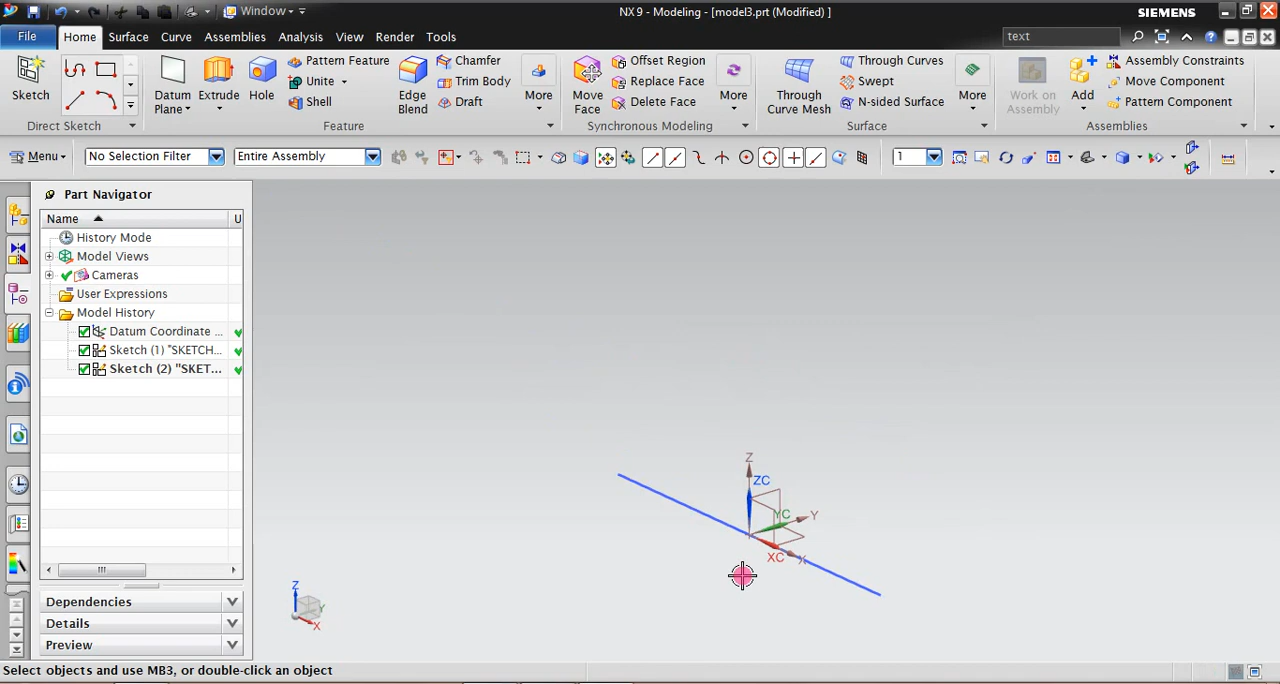 Window
NX 9 - Modeling - [model3.prt (Modified) ]
SIEMENS
File Home Surface Curve Assemblies Analysis View Render Tools
text
Sketch
Direct Sketch
Datum Plane
Extrude
Hole
Pattern Feature
Unite
Shell
Edge Blend
Chamfer
Trim Body
Draft
More
Feature
Move Face
Offset Region
Replace Face
Delete Face
More
Synchronous Modeling
Through Curve Mesh
Through Curves
Swept
N-sided Surface
More
Surface
Work on Assembly
Add
Assembly Constraints
Move Component
Pattern Component
Assemblies
Menu
No Selection Filter
Entire Assembly
1
Part Navigator
Name U
History Mode
Model Views
Cameras
User Expressions
Model History
Datum Coordinate ...
Sketch (1) "SKETCH...
Sketch (2) "SKET...
Dependencies
Details
Preview
Z
ZC
YC
Y
XC
X
Z
Y
X
Select objects and use MB3, or double-click an object